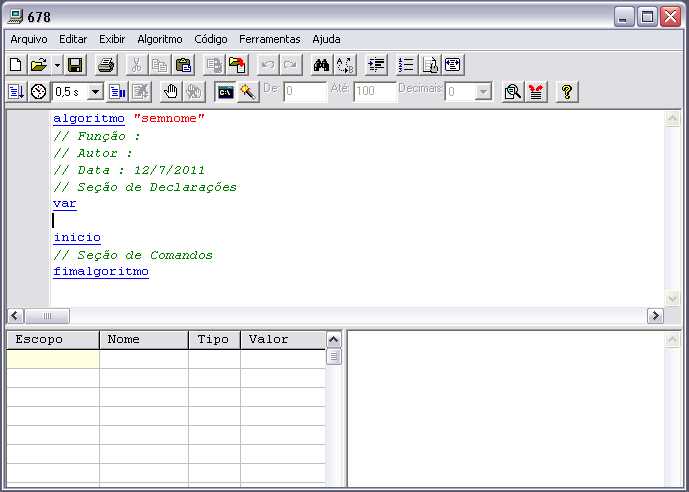 678
Arquivo Editar Exibir Algoritmo Código Ferramentas Ajuda
0,5 s C:\ De: 0 Até: 100 Decimais: 0
algoritmo "semnome"
// Função :
// Autor :
// Data : 12/7/2011
// Seção de Declarações
var
inicio
// Seção de Comandos
fimalgoritmo
Escopo Nome Tipo Valor